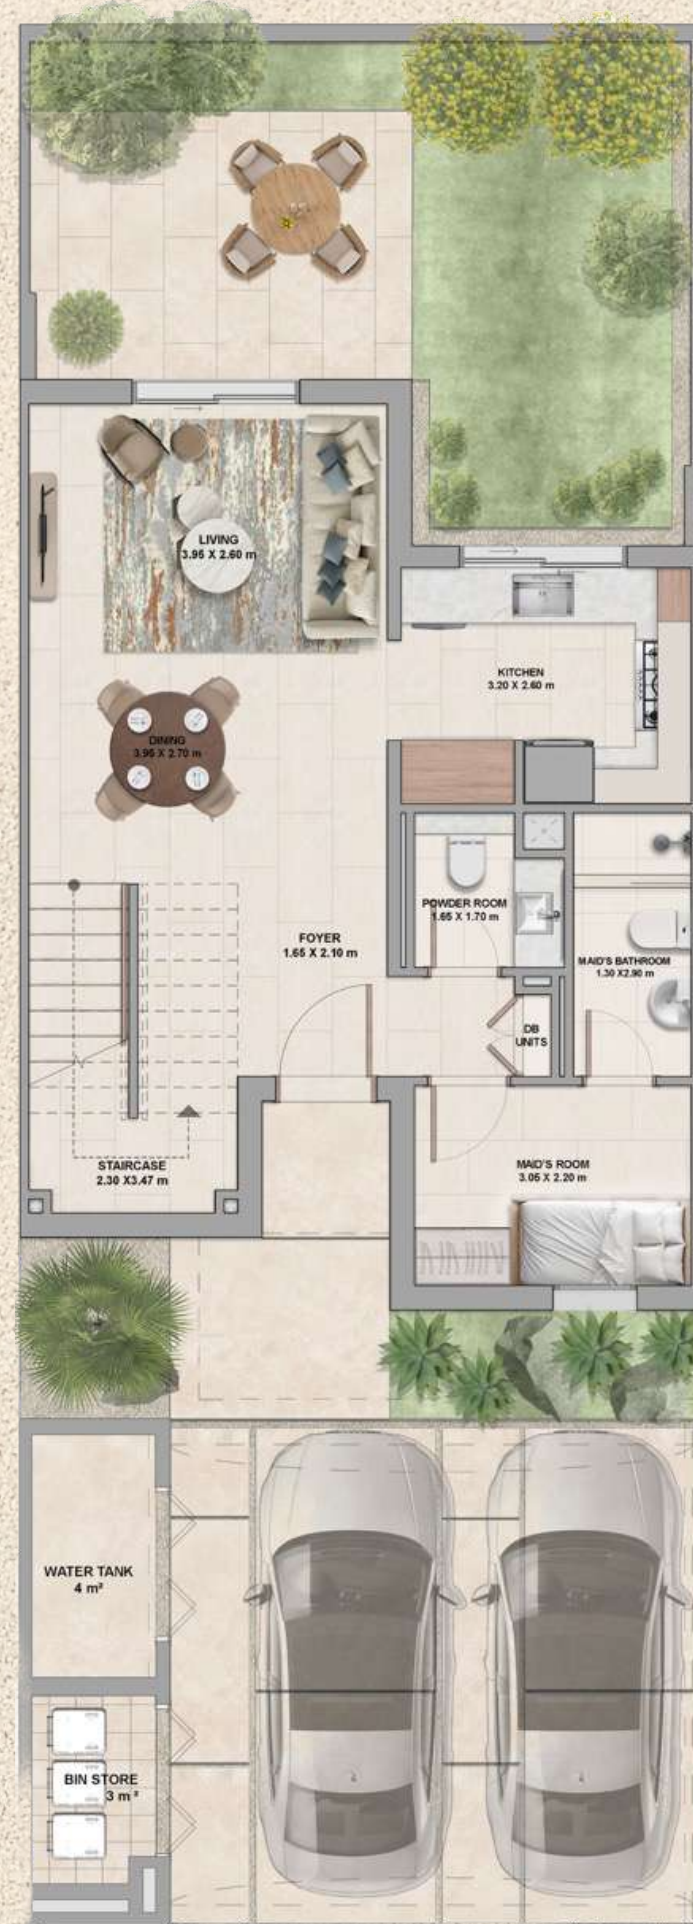 LIVING
3.95 X 2.60 m
KITCHEN
3.20 X 2.60 m
DINING
3.95 X 2.70 m
POWDER ROOM
1.65 X 1.70 m
FOYER
1.65 X 2.10 m
MAID'S BATHROOM
1.30 X2.90 m
DB
UNITS
STAIRCASE
2.30 X3.47 m
MAID'S ROOM
3.05 X 2.20 m
WATER TANK
4 m²
BIN STORE
3 m²